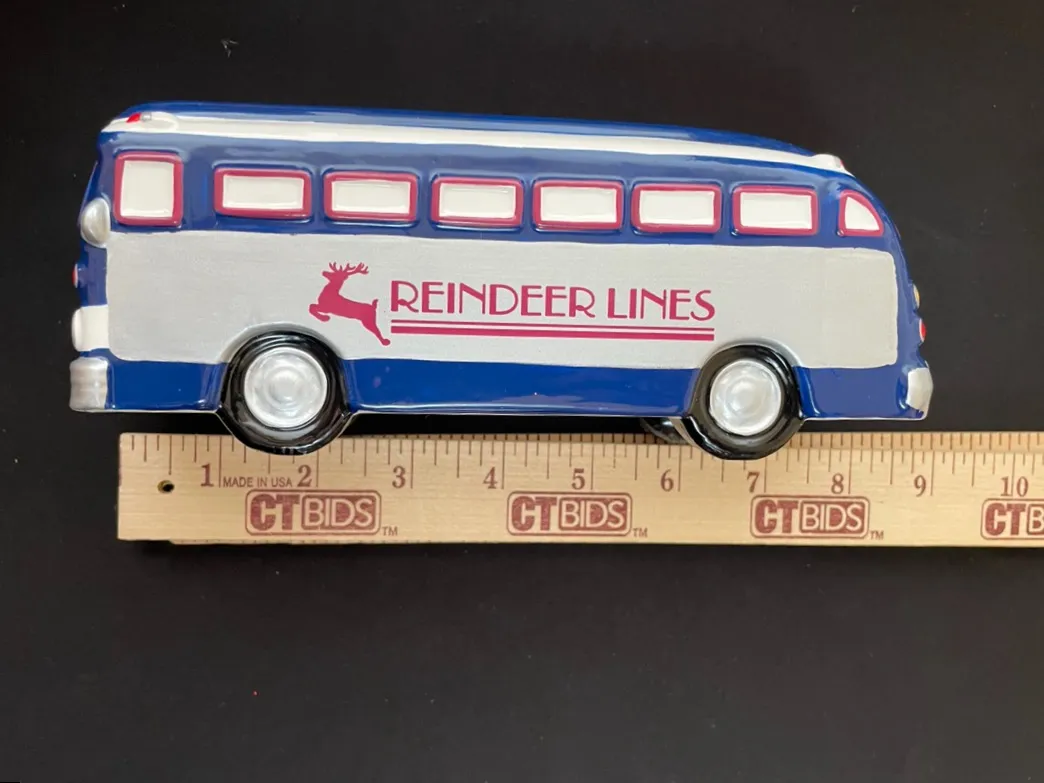 REINDEER LINES
1 MADE IN USA 2 3 4 5 6 7 8 9 10
CTBIDS TM CTBIDS TM CTBIDS TM CTB